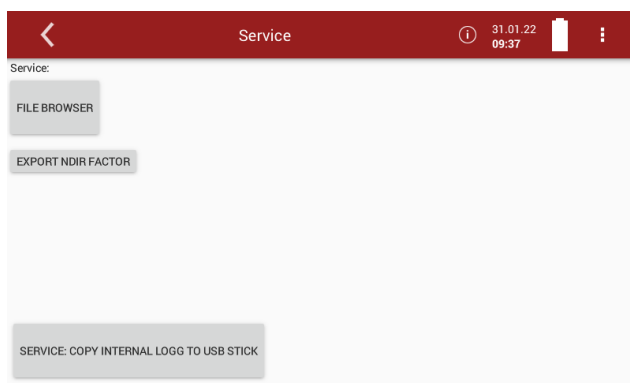 Service
31.01.22
09:37
Service:
FILE BROWSER
EXPORT NDIR FACTOR
SERVICE: COPY INTERNAL LOGG TO USB STICK